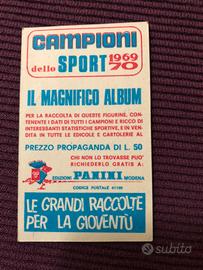 CAMPIONI
dello SPORT 1969
70
IL MAGNIFICO ALBUM
PER LA RACCOLTA DI QUESTE FIGURINE, CONTENENTE I DATI DI TUTTI I CAMPIONI E RICCO DI
INTERESSANTI STATISTICHE SPORTIVE, E IN VENDITA IN TUTTE LE EDICOLE E CARTOLERIE AL
PREZZO PROPAGANDA DI L. 50
CHI NON LO TROVASSE PUO'
RICHIEDERLO GRATIS A:
EDIZIONI PANINI MODENA
CODICE POSTALE 41100
LE GRANDI RACCOLTE
PER LA GIOVENTÙ
subito